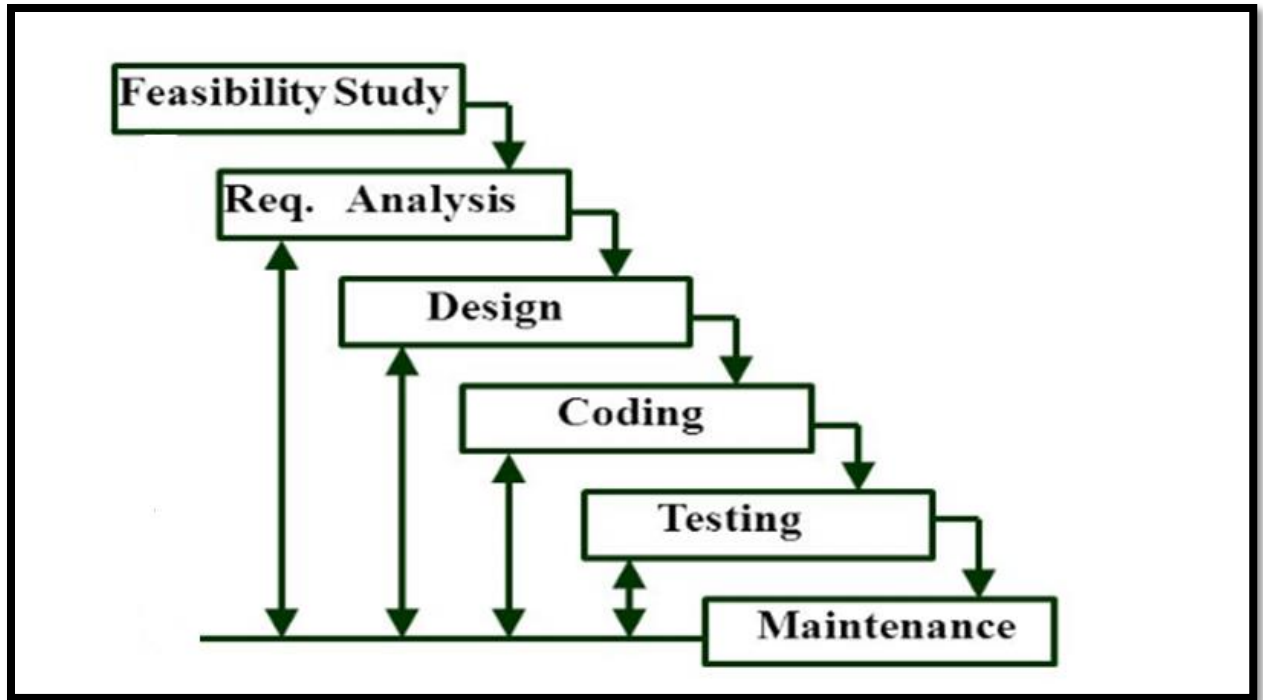 Feasibility Study
Req. Analysis
Design
Coding
Testing
Maintenance